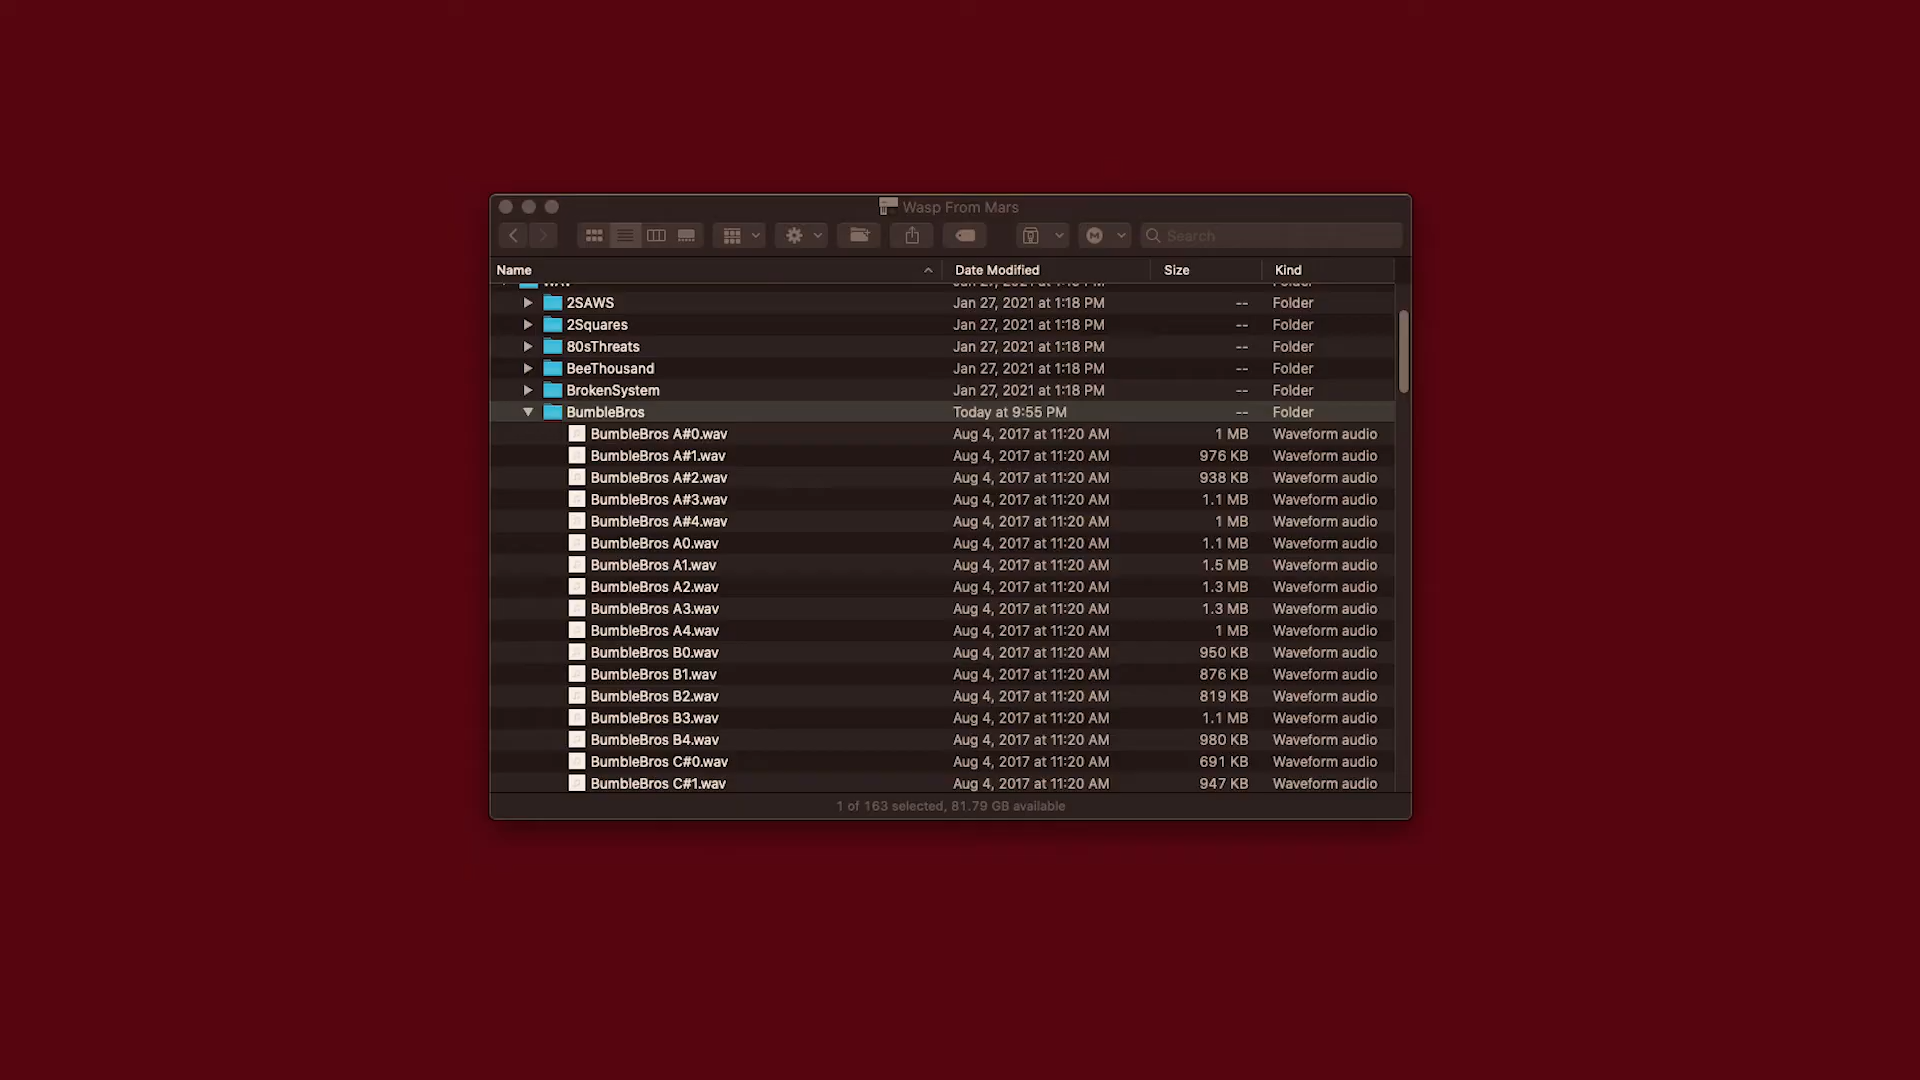 Wasp From Mars
Search
Name Date Modified Size Kind
2SAWS Jan 27, 2021 at 1:18 PM -- Folder
2Squares Jan 27, 2021 at 1:18 PM -- Folder
80sThreats Jan 27, 2021 at 1:18 PM -- Folder
BeeThousand Jan 27, 2021 at 1:18 PM -- Folder
BrokenSystem Jan 27, 2021 at 1:18 PM -- Folder
BumbleBros Today at 9:55 PM -- Folder
BumbleBros A#0.wav Aug 4, 2017 at 11:20 AM 1 MB Waveform audio
BumbleBros A#1.wav Aug 4, 2017 at 11:20 AM 976 KB Waveform audio
BumbleBros A#2.wav Aug 4, 2017 at 11:20 AM 938 KB Waveform audio
BumbleBros A#3.wav Aug 4, 2017 at 11:20 AM 1.1 MB Waveform audio
BumbleBros A#4.wav Aug 4, 2017 at 11:20 AM 1 MB Waveform audio
BumbleBros A0.wav Aug 4, 2017 at 11:20 AM 1.1 MB Waveform audio
BumbleBros A1.wav Aug 4, 2017 at 11:20 AM 1.5 MB Waveform audio
BumbleBros A2.wav Aug 4, 2017 at 11:20 AM 1.3 MB Waveform audio
BumbleBros A3.wav Aug 4, 2017 at 11:20 AM 1.3 MB Waveform audio
BumbleBros A4.wav Aug 4, 2017 at 11:20 AM 1 MB Waveform audio
BumbleBros B0.wav Aug 4, 2017 at 11:20 AM 950 KB Waveform audio
BumbleBros B1.wav Aug 4, 2017 at 11:20 AM 876 KB Waveform audio
BumbleBros B2.wav Aug 4, 2017 at 11:20 AM 819 KB Waveform audio
BumbleBros B3.wav Aug 4, 2017 at 11:20 AM 1.1 MB Waveform audio
BumbleBros B4.wav Aug 4, 2017 at 11:20 AM 980 KB Waveform audio
BumbleBros C#0.wav Aug 4, 2017 at 11:20 AM 691 KB Waveform audio
BumbleBros C#1.wav Aug 4, 2017 at 11:20 AM 947 KB Waveform audio
1 of 163 selected, 81.79 GB available